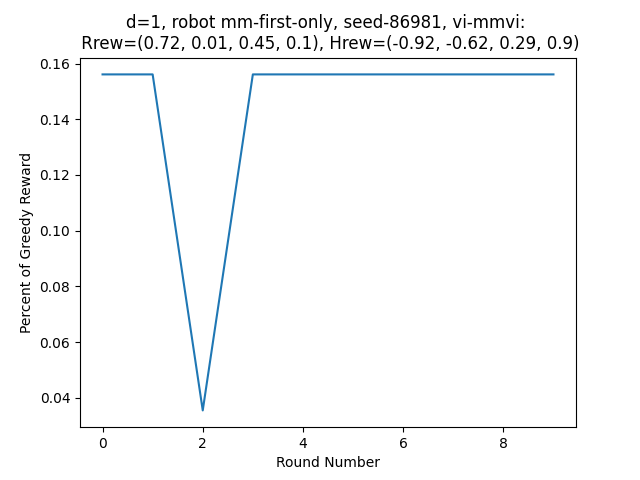 d=1, robot mm-first-only, seed-86981, vi-mmvi:
Rrew=(0.72, 0.01, 0.45, 0.1), Hrew=(-0.92, -0.62, 0.29, 0.9)
0.16
0.14
0.12
0.10
0.08
0.06
0.04
Percent of Greedy Reward
0 2 4 6 8
Round Number